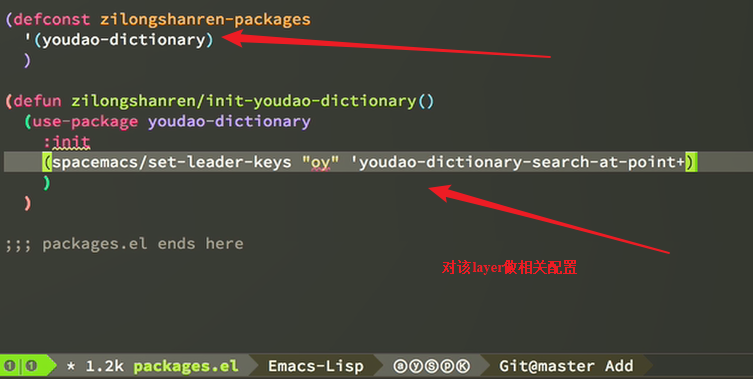 (defconst zilongshanren-packages
'(youdao-dictionary)
)
(defun zilongshanren/init-youdao-dictionary()
(use-package youdao-dictionary
:init
(spacemacs/set-leader-keys "oy" 'youdao-dictionary-search-at-point+)
)
)
;;; packages.el ends here
对该layer做相关配置
①|① * 1.2k packages.el Emacs-Lisp ⓐⓨⓢⓟⓚ Git@master Add